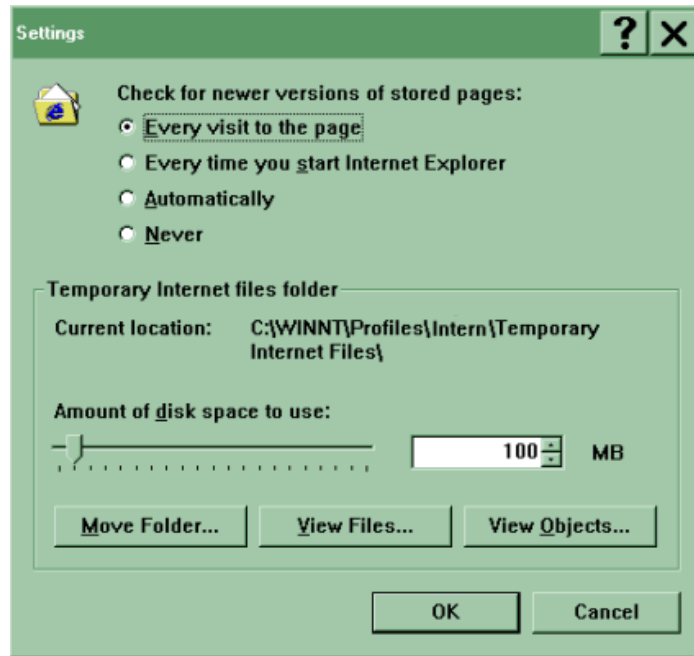 Settings
Check for newer versions of stored pages:
Every visit to the page
Every time you start Internet Explorer
Automatically
Never
Temporary Internet files folder
Current location: C:\WINNT\Profiles\Intern\Temporary
Internet Files\
Amount of disk space to use:
100 MB
Move Folder... View Files... View Objects...
OK Cancel